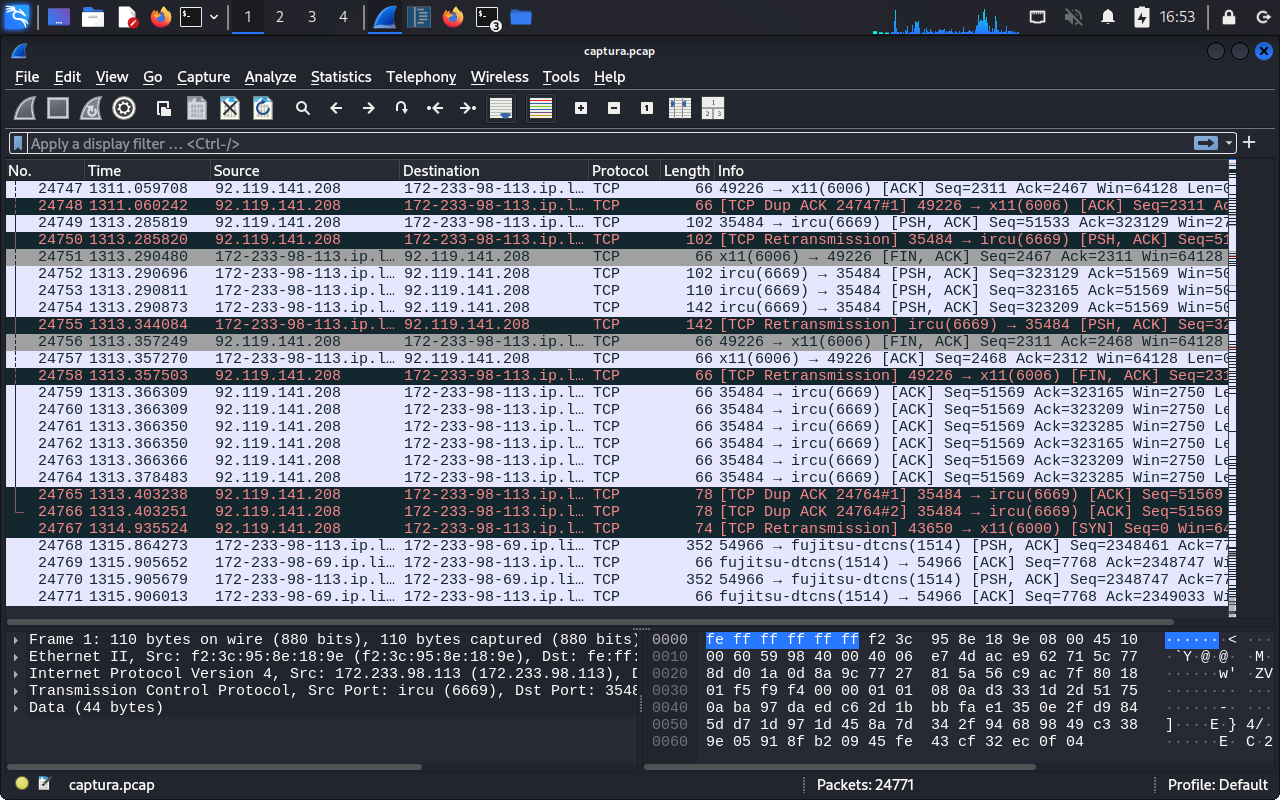 1 2 3 4 3 16:53
captura.pcap
File Edit View Go Capture Analyze Statistics Telephony Wireless Tools Help
Apply a display filter … <Ctrl-/>
No. Time Source Destination Protocol Length Info
24747 1311.059708 92.119.141.208 172-233-98-113.ip.l… TCP 66 49226 → x11(6006) [ACK] Seq=2311 Ack=2467 Win=64128 Len=0
24748 1311.060242 92.119.141.208 172-233-98-113.ip.l… TCP 66 [TCP Dup ACK 24747#1] 49226 → x11(6006) [ACK] Seq=2311 Ac
24749 1313.285819 92.119.141.208 172-233-98-113.ip.l… TCP 102 35484 → ircu(6669) [PSH, ACK] Seq=51533 Ack=323129 Win=27
24750 1313.285820 92.119.141.208 172-233-98-113.ip.l… TCP 102 [TCP Retransmission] 35484 → ircu(6669) [PSH, ACK] Seq=51
24751 1313.290480 172-233-98-113.ip.l… 92.119.141.208 TCP 66 x11(6006) → 49226 [FIN, ACK] Seq=2467 Ack=2311 Win=64128
24752 1313.290696 172-233-98-113.ip.l… 92.119.141.208 TCP 102 ircu(6669) → 35484 [PSH, ACK] Seq=323129 Ack=51569 Win=50
24753 1313.290811 172-233-98-113.ip.l… 92.119.141.208 TCP 110 ircu(6669) → 35484 [PSH, ACK] Seq=323165 Ack=51569 Win=50
24754 1313.290873 172-233-98-113.ip.l… 92.119.141.208 TCP 142 ircu(6669) → 35484 [PSH, ACK] Seq=323209 Ack=51569 Win=50
24755 1313.344084 172-233-98-113.ip.l… 92.119.141.208 TCP 142 [TCP Retransmission] ircu(6669) → 35484 [PSH, ACK] Seq=32
24756 1313.357249 92.119.141.208 172-233-98-113.ip.l… TCP 66 49226 → x11(6006) [FIN, ACK] Seq=2311 Ack=2468 Win=64128
24757 1313.357270 172-233-98-113.ip.l… 92.119.141.208 TCP 66 x11(6006) → 49226 [ACK] Seq=2468 Ack=2312 Win=64128 Len=0
24758 1313.357503 92.119.141.208 172-233-98-113.ip.l… TCP 66 [TCP Retransmission] 49226 → x11(6006) [FIN, ACK] Seq=231
24759 1313.366309 92.119.141.208 172-233-98-113.ip.l… TCP 66 35484 → ircu(6669) [ACK] Seq=51569 Ack=323165 Win=2750 Le
24760 1313.366309 92.119.141.208 172-233-98-113.ip.l… TCP 66 35484 → ircu(6669) [ACK] Seq=51569 Ack=323209 Win=2750 Le
24761 1313.366350 92.119.141.208 172-233-98-113.ip.l… TCP 66 35484 → ircu(6669) [ACK] Seq=51569 Ack=323285 Win=2750 Le
24762 1313.366350 92.119.141.208 172-233-98-113.ip.l… TCP 66 35484 → ircu(6669) [ACK] Seq=51569 Ack=323165 Win=2750 Le
24763 1313.366366 92.119.141.208 172-233-98-113.ip.l… TCP 66 35484 → ircu(6669) [ACK] Seq=51569 Ack=323209 Win=2750 Le
24764 1313.378483 92.119.141.208 172-233-98-113.ip.l… TCP 66 35484 → ircu(6669) [ACK] Seq=51569 Ack=323285 Win=2750 Le
24765 1313.403238 92.119.141.208 172-233-98-113.ip.l… TCP 78 [TCP Dup ACK 24764#1] 35484 → ircu(6669) [ACK] Seq=51569
24766 1313.403251 92.119.141.208 172-233-98-113.ip.l… TCP 78 [TCP Dup ACK 24764#2] 35484 → ircu(6669) [ACK] Seq=51569
24767 1314.935524 92.119.141.208 172-233-98-113.ip.l… TCP 74 [TCP Retransmission] 43650 → x11(6000) [SYN] Seq=0 Win=64
24768 1315.864273 172-233-98-113.ip.l… 172-233-98-69.ip.li… TCP 352 54966 → fujitsu-dtcns(1514) [PSH, ACK] Seq=2348461 Ack=77
24769 1315.905652 172-233-98-69.ip.li… 172-233-98-113.ip.l… TCP 66 fujitsu-dtcns(1514) → 54966 [ACK] Seq=7768 Ack=2348747 Wi
24770 1315.905679 172-233-98-113.ip.l… 172-233-98-69.ip.li… TCP 352 54966 → fujitsu-dtcns(1514) [PSH, ACK] Seq=2348747 Ack=77
24771 1315.906013 172-233-98-69.ip.li… 172-233-98-113.ip.l… TCP 66 fujitsu-dtcns(1514) → 54966 [ACK] Seq=7768 Ack=2349033 Wi
Frame 1: 110 bytes on wire (880 bits), 110 bytes captured (880 bits)
Ethernet II, Src: f2:3c:95:8e:18:9e (f2:3c:95:8e:18:9e), Dst: fe:ff:
Internet Protocol Version 4, Src: 172.233.98.113 (172.233.98.113), D
Transmission Control Protocol, Src Port: ircu (6669), Dst Port: 3548
Data (44 bytes)
0000 fe ff ff ff ff ff f2 3c 95 8e 18 9e 08 00 45 10 ·······< ···
0010 00 60 59 98 40 00 40 06 e7 4d ac e9 62 71 5c 77 ·`Y·@·@· ·M·
0020 8d d0 1a 0d 8a 9c 77 27 81 5a 56 c9 ac 7f 80 18 ······w' ·ZV
0030 01 f5 f9 f4 00 00 01 01 08 0a d3 33 1d 2d 51 75
0040 0a ba 97 da ed c6 2d 1b bb fa e1 35 0e 2f d9 84 ······-·
0050 5d d7 1d 97 1d 45 8a 7d 34 2f 94 68 98 49 c3 38 ]····E·} 4/·
0060 9e 05 91 8f b2 09 45 fe 43 cf 32 ec 0f 04 ······E· C·2
captura.pcap Packets: 24771 Profile: Default